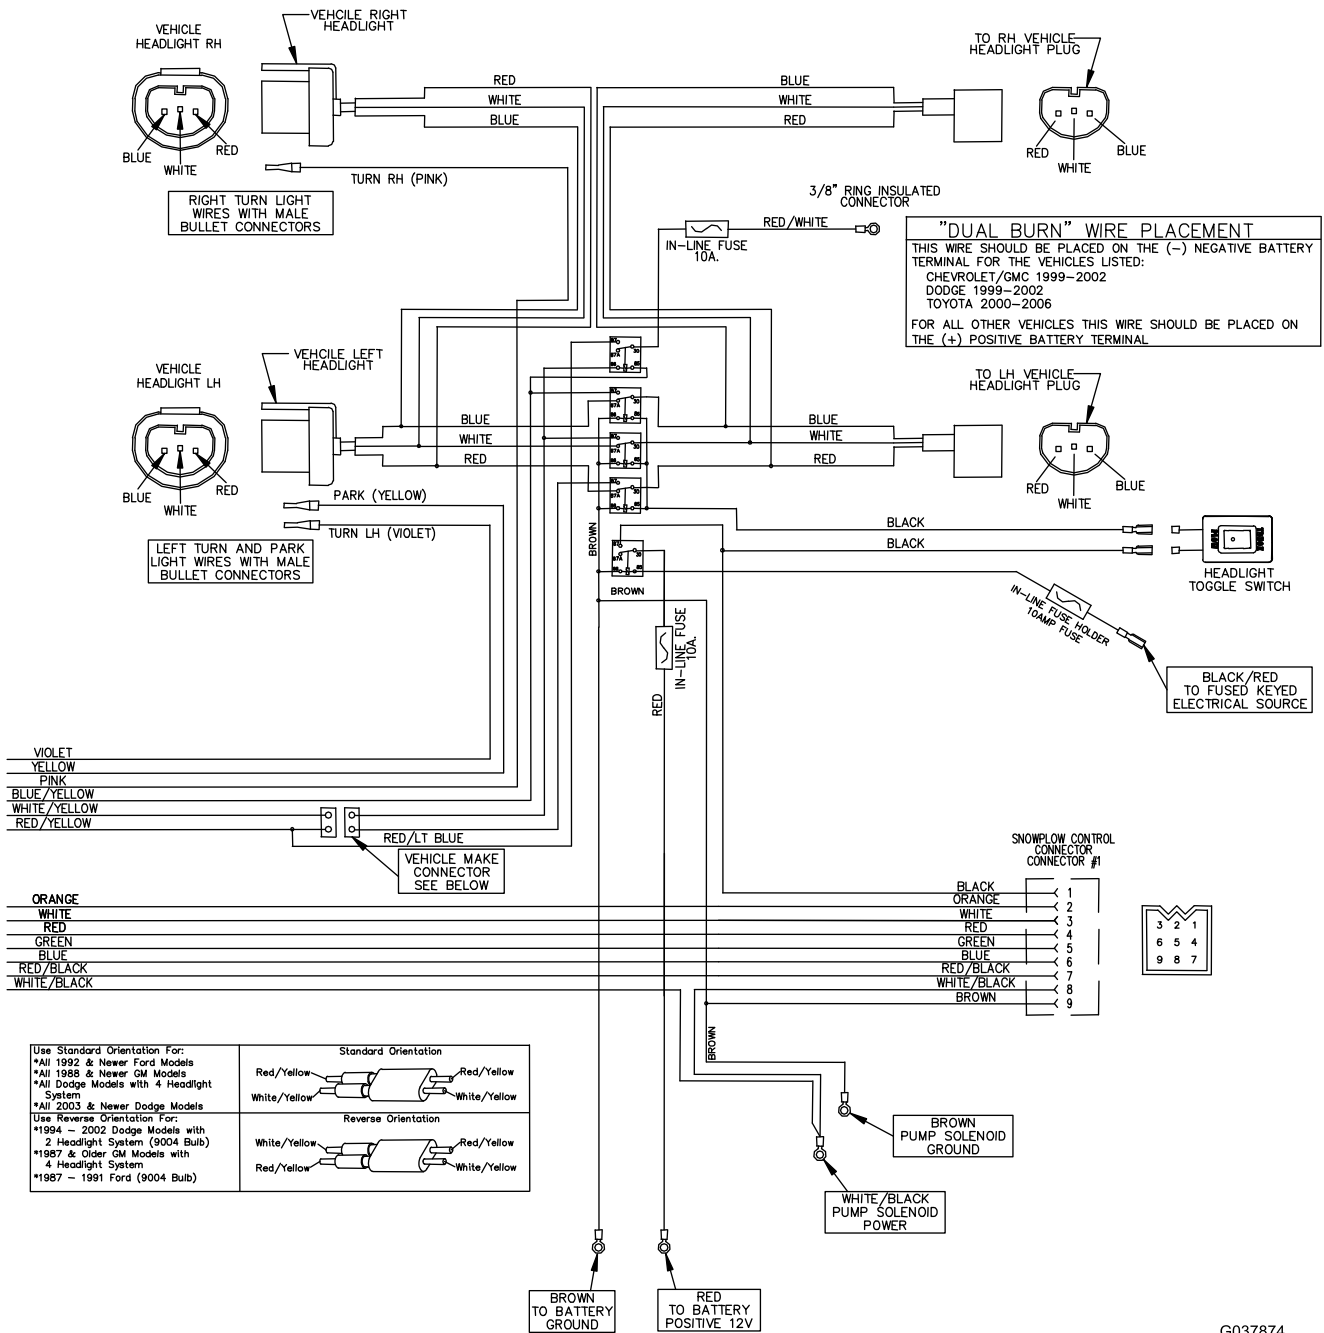 VEHCILE RIGHT
HEADLIGHT
VEHICLE
HEADLIGHT RH
TO RH VEHICLE
HEADLIGHT PLUG
RED
WHITE
BLUE
BLUE
WHITE
RED
BLUE
WHITE
RED
RED
WHITE
BLUE
TURN RH (PINK)
RIGHT TURN LIGHT
WIRES WITH MALE
BULLET CONNECTORS
3/8" RING INSULATED
CONNECTOR
RED/WHITE
IN-LINE FUSE
10A.
"DUAL BURN" WIRE PLACEMENT
THIS WIRE SHOULD BE PLACED ON THE (-) NEGATIVE BATTERY
TERMINAL FOR THE VEHICLES LISTED:
CHEVROLET/GMC 1999-2002
DODGE 1999-2002
TOYOTA 2000-2006
FOR ALL OTHER VEHICLES THIS WIRE SHOULD BE PLACED ON
THE (+) POSITIVE BATTERY TERMINAL
VEHCILE LEFT
HEADLIGHT
VEHICLE
HEADLIGHT LH
TO LH VEHICLE
HEADLIGHT PLUG
87A
30
87A
30
87A
30
87A
30
BLUE
WHITE
RED
BLUE
WHITE
RED
BLUE
WHITE
RED
RED
WHITE
BLUE
PARK (YELLOW)
TURN LH (VIOLET)
LEFT TURN AND PARK
LIGHT WIRES WITH MALE
BULLET CONNECTORS
BROWN
87A
30
BROWN
BLACK
BLACK
HEADLIGHT
TOGGLE SWITCH
IN-LINE FUSE HOLDER
10AMP FUSE
BLACK/RED
TO FUSED KEYED
ELECTRICAL SOURCE
IN-LINE FUSE
10A.
RED
VIOLET
YELLOW
PINK
BLUE/YELLOW
WHITE/YELLOW
RED/YELLOW
RED/LT BLUE
VEHICLE MAKE
CONNECTOR
SEE BELOW
SNOWPLOW CONTROL
CONNECTOR
CONNECTOR #1
BLACK 1
ORANGE ORANGE 2
WHITE WHITE 3
RED RED 4
GREEN GREEN 5
BLUE BLUE 6
RED/BLACK RED/BLACK 7
WHITE/BLACK WHITE/BLACK 8
BROWN 9
3 2 1
6 5 4
9 8 7
BROWN
Use Standard Orientation For:
*All 1992 & Newer Ford Models
*All 1988 & Newer GM Models
*All Dodge Models with 4 Headlight
System
*All 2003 & Newer Dodge Models
Standard Orientation
Red/Yellow
White/Yellow
Red/Yellow
White/Yellow
Use Reverse Orientation For:
*1994 - 2002 Dodge Models with
2 Headlight System (9004 Bulb)
*1987 & Older GM Models with
4 Headlight System
*1987 - 1991 Ford (9004 Bulb)
Reverse Orientation
White/Yellow
Red/Yellow
Red/Yellow
White/Yellow
BROWN
PUMP SOLENOID
GROUND
WHITE/BLACK
PUMP SOLENOID
POWER
BROWN
TO BATTERY
GROUND
RED
TO BATTERY
POSITIVE 12V
G037874